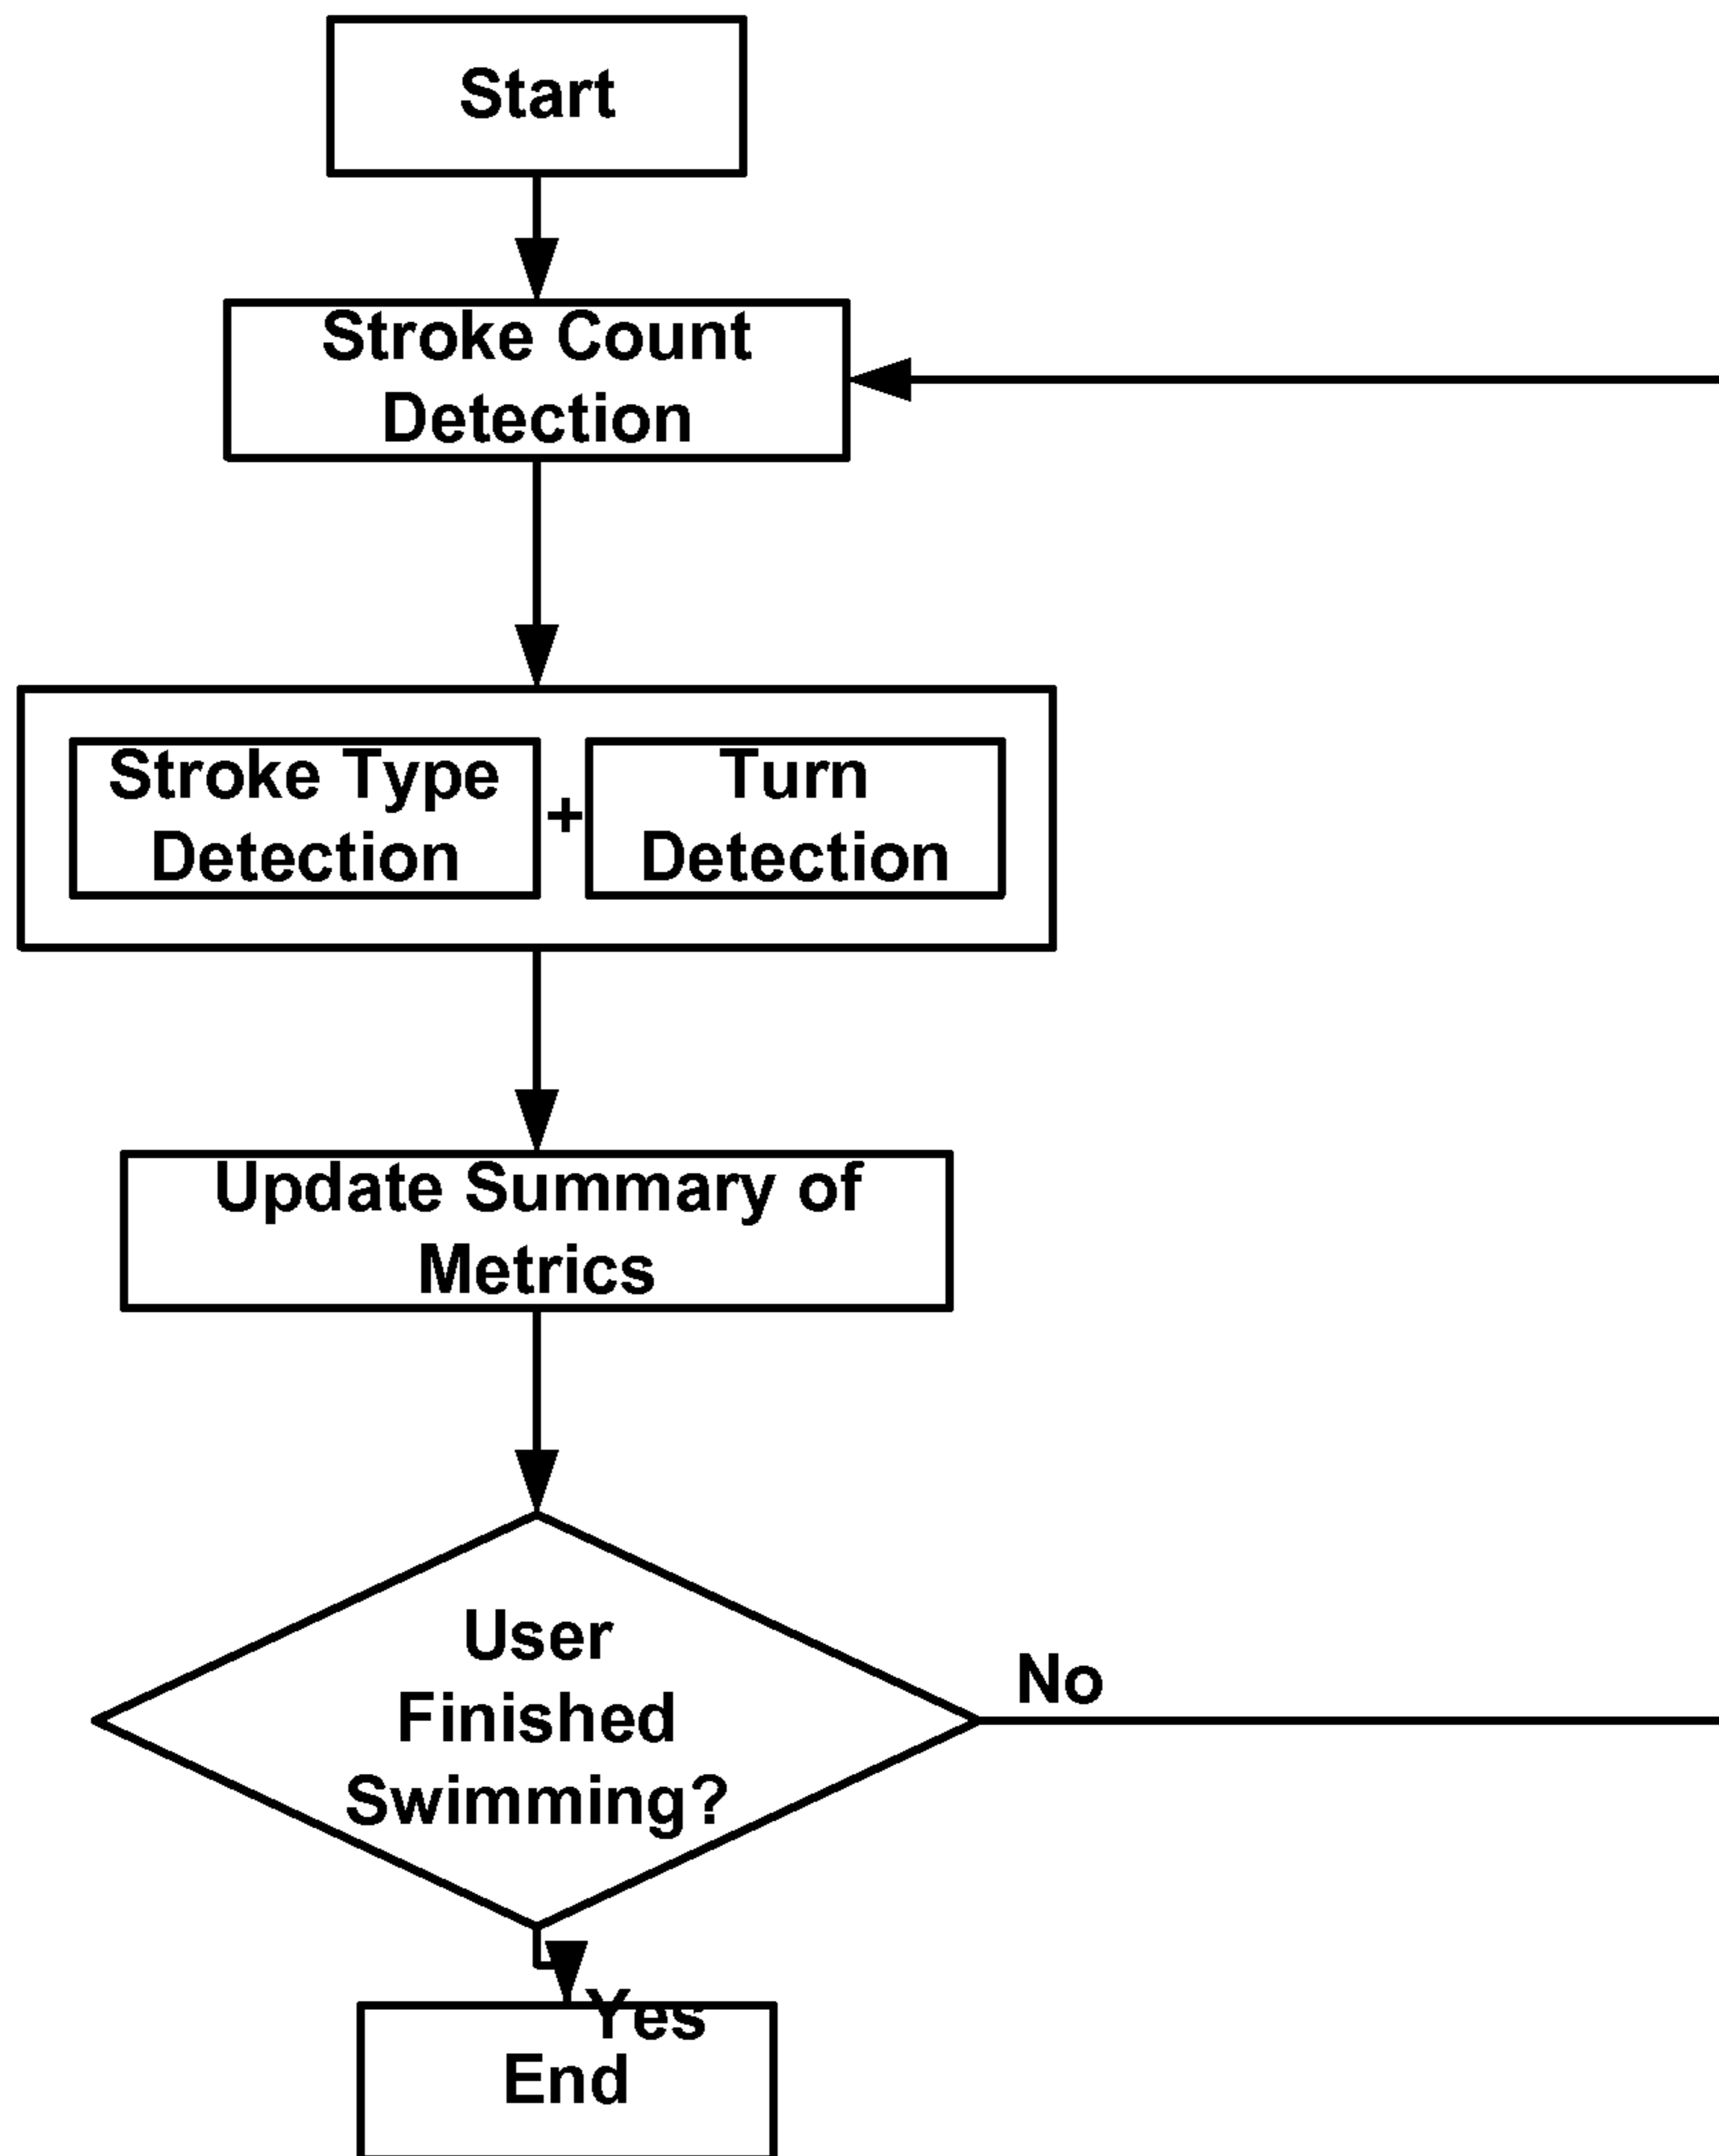 Start
Stroke Count
Detection
Stroke Type
Detection
+
Turn
Detection
Update Summary of
Metrics
User
Finished
Swimming?
No
Yes
End